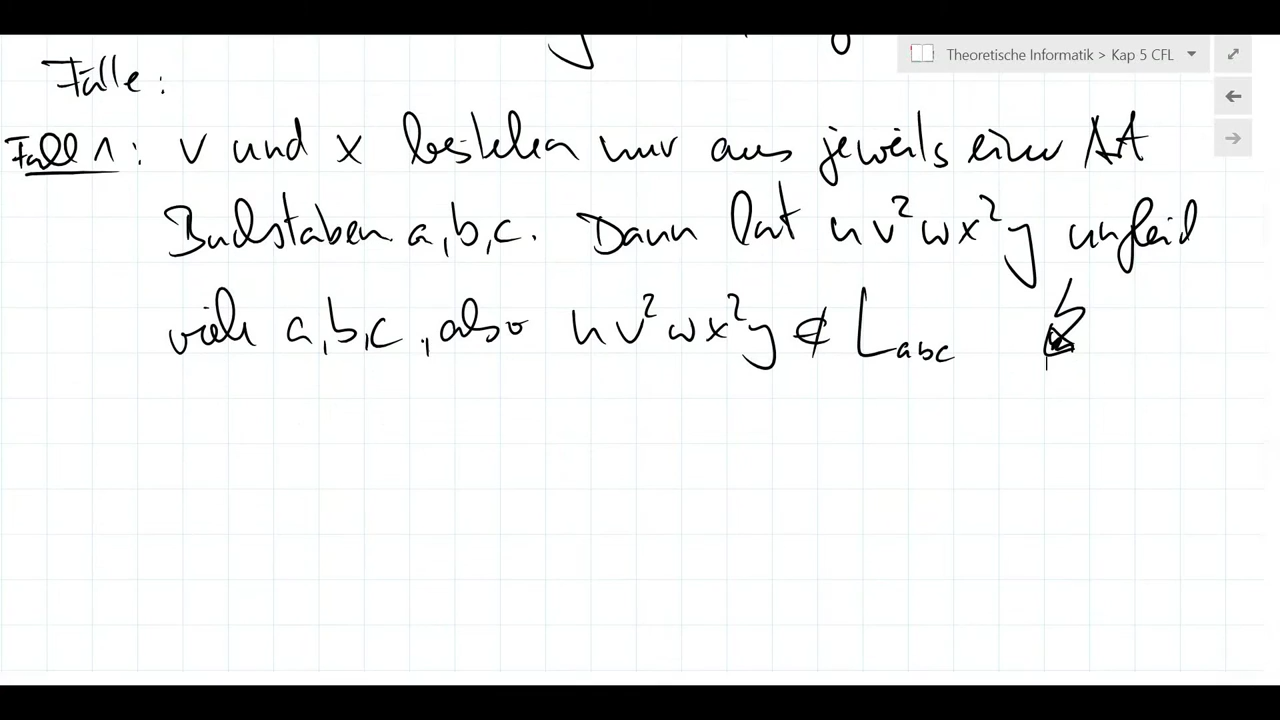 Theoretische Informatik > Kap 5 CFL
Fälle:
Fall 1: v und x bestehen nur aus jeweils einer Art
Buchstaben a,b,c. Dann hat uv²wx²y ungleich
viele a,b,c, also uv²wx²y ∉ L_abc ↯